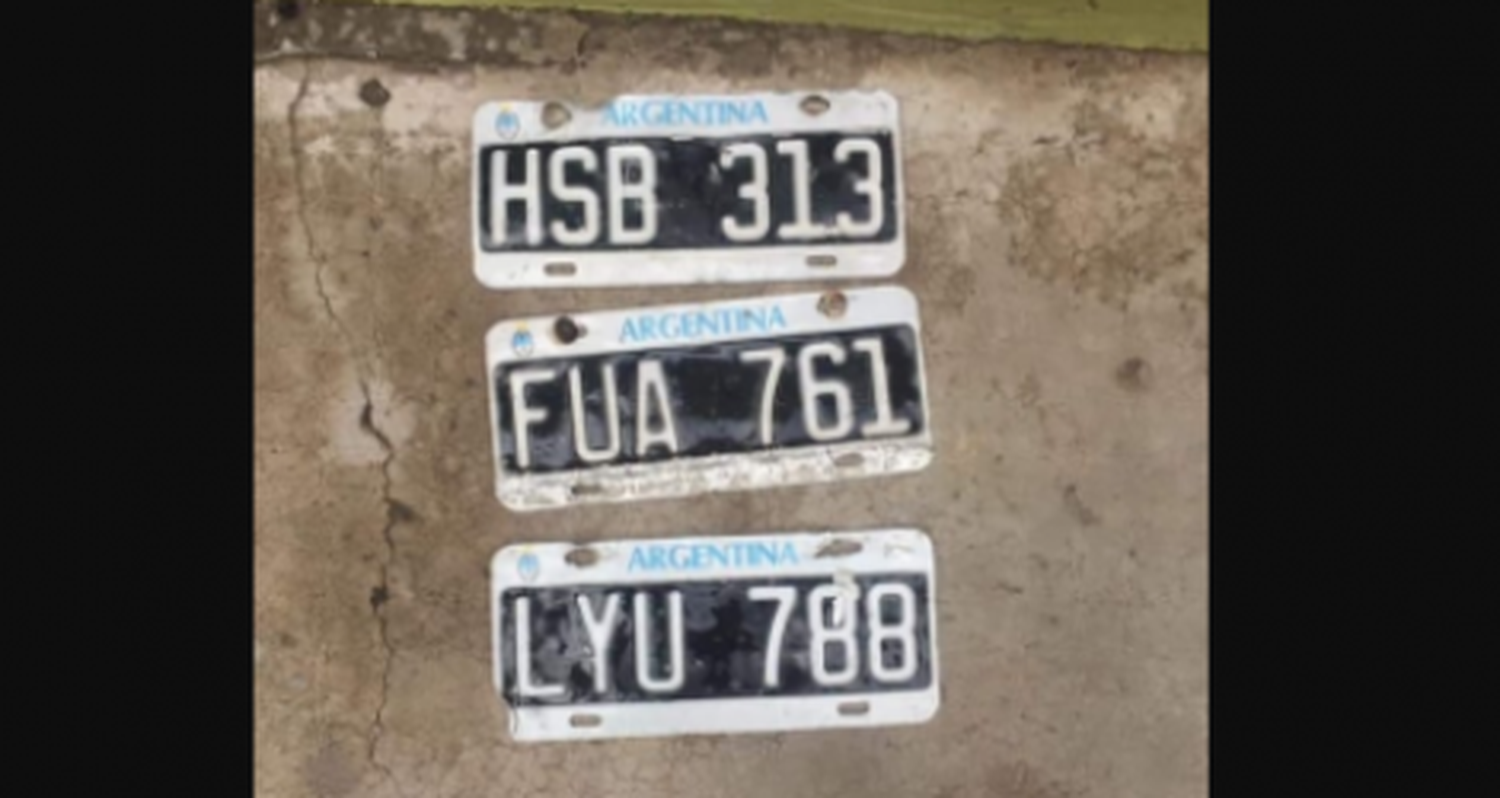 ARGENTINA
HSB 313
ARGENTINA
FUA 761
ARGENTINA
LYU 788